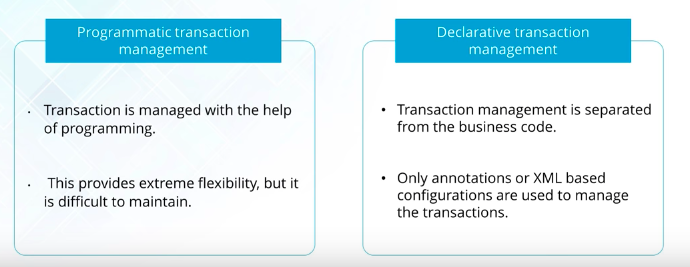 Programmatic transaction
management
· Transaction is managed with the help
of programming.
· This provides extreme flexibility, but it
is difficult to maintain.
Declarative transaction
management
• Transaction management is separated
from the business code.
• Only annotations or XML based
configurations are used to manage
the transactions.